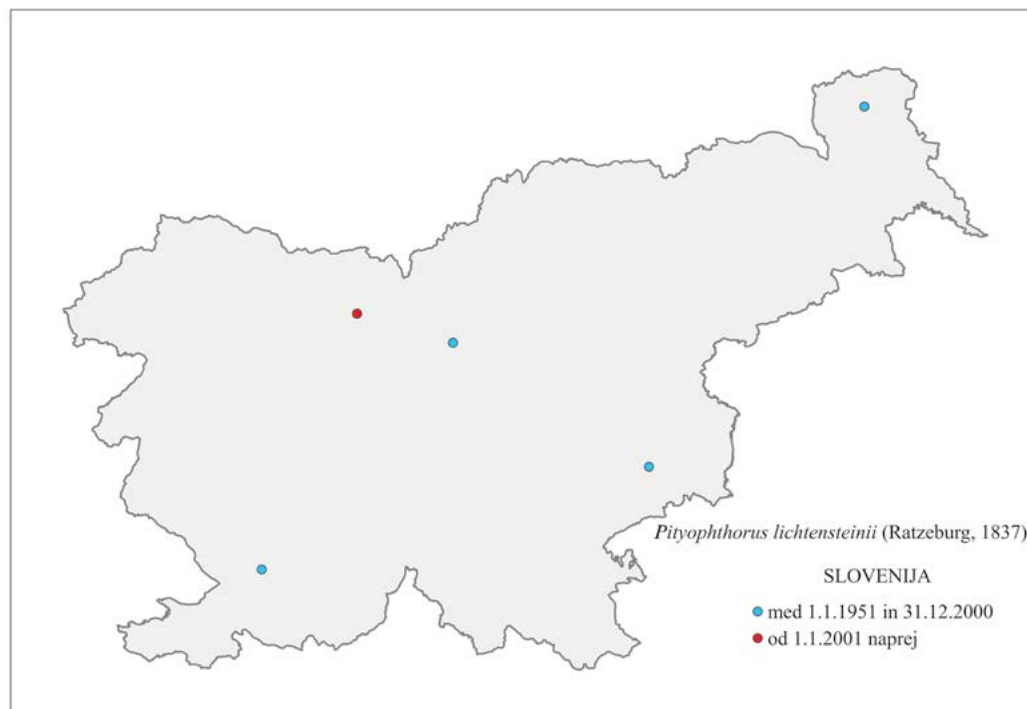 Pityophthorus lichtensteinii (Ratzeburg, 1837)
SLOVENIJA
med 1.1.1951 in 31.12.2000
od 1.1.2001 naprej